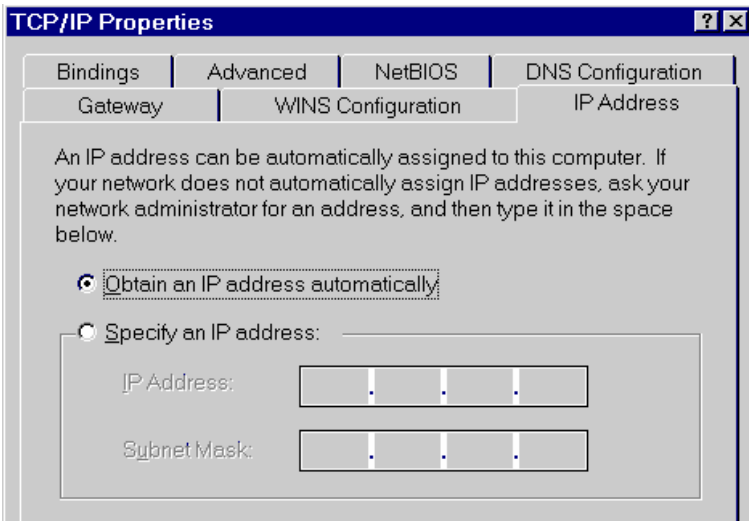 TCP/IP Properties
Bindings Advanced NetBIOS DNS Configuration
Gateway WINS Configuration IP Address
An IP address can be automatically assigned to this computer. If
your network does not automatically assign IP addresses, ask your
network administrator for an address, and then type it in the space
below.
Obtain an IP address automatically
Specify an IP address:
IP Address: . . .
Subnet Mask: . . .